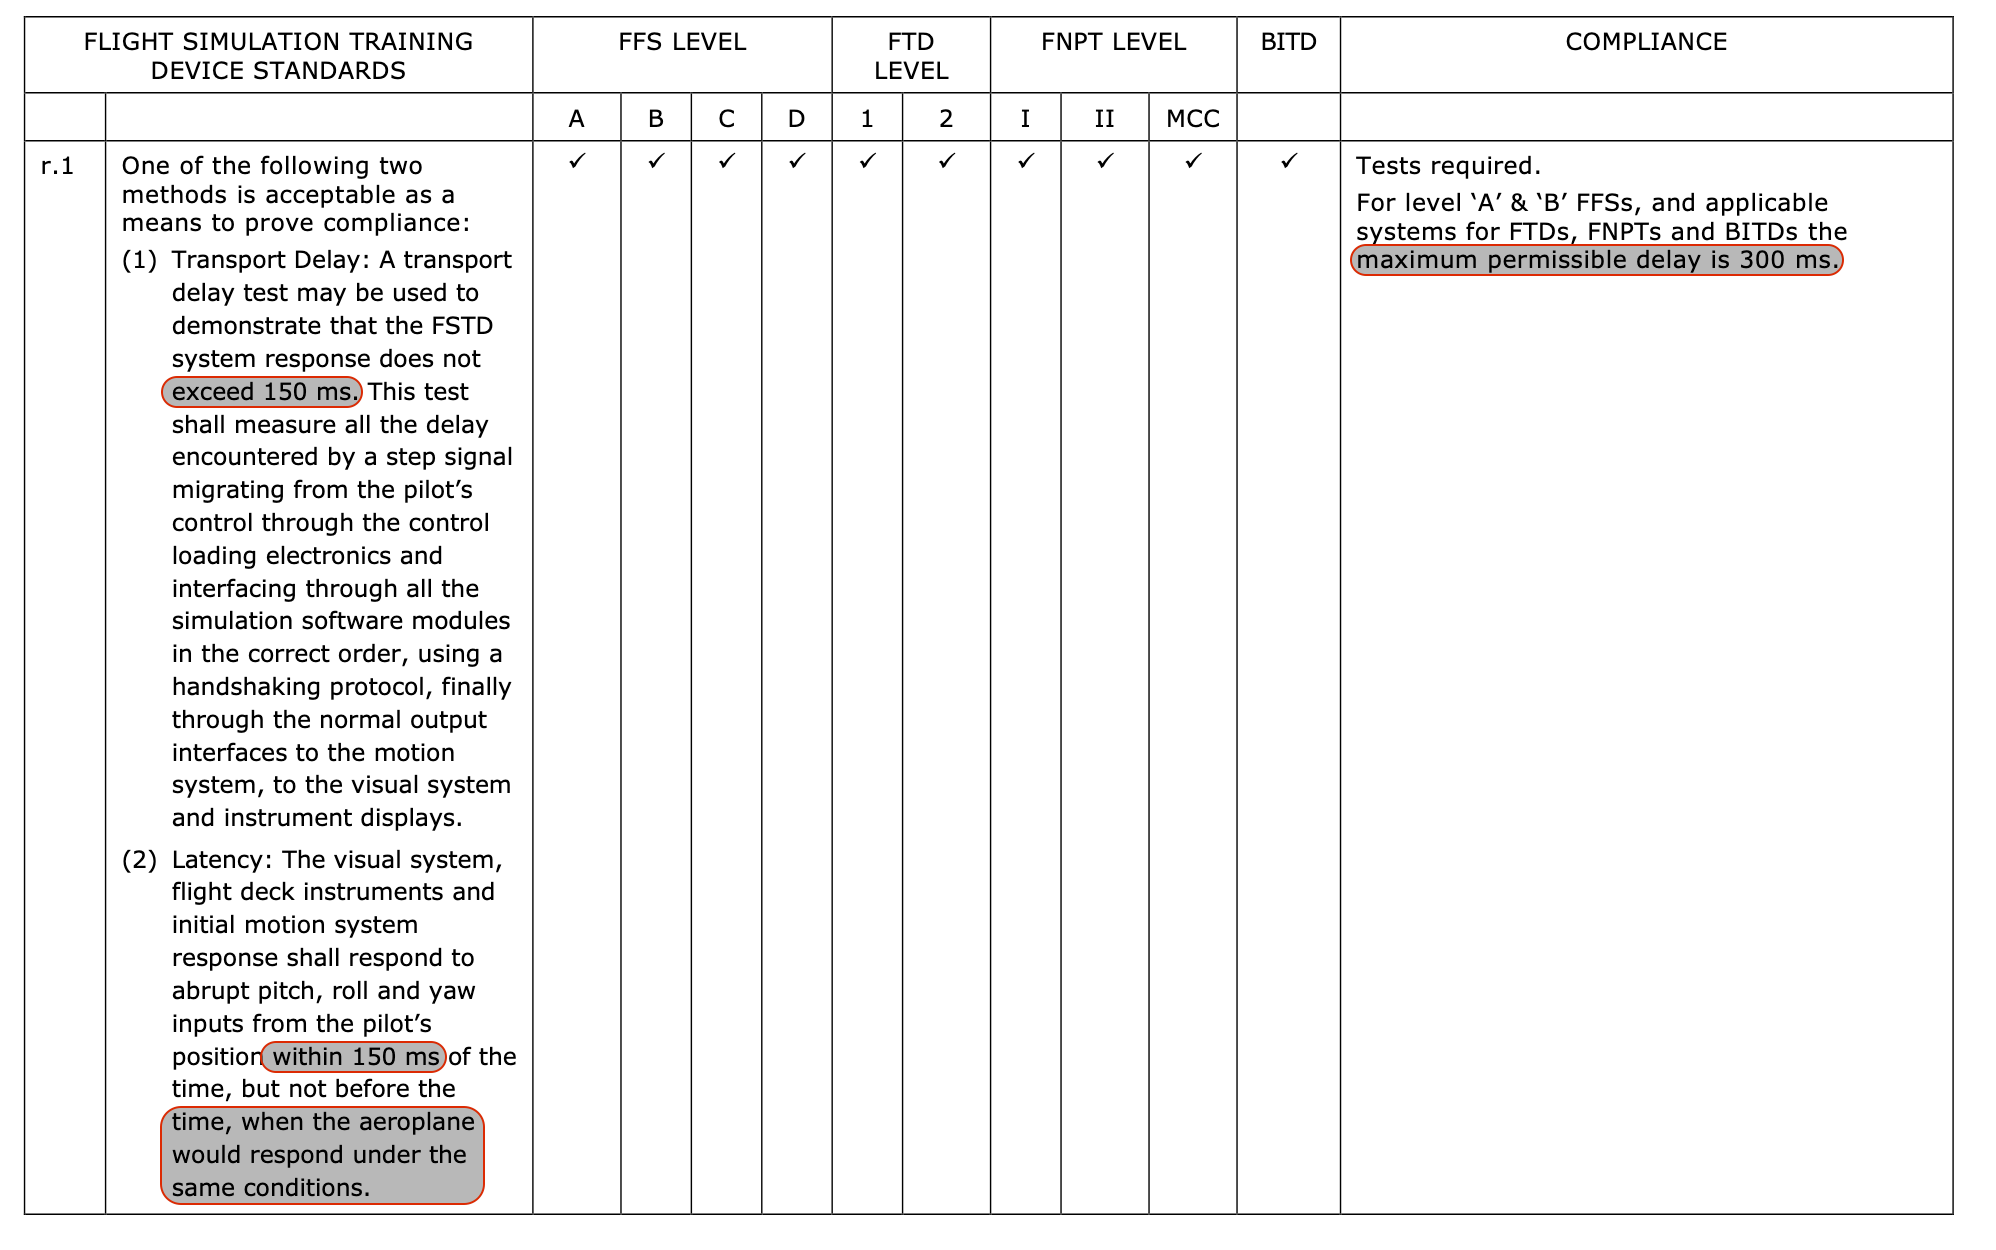 FLIGHT SIMULATION TRAINING
DEVICE STANDARDS
FFS LEVEL
FTD
LEVEL
FNPT LEVEL
BITD
COMPLIANCE
A
B
C
D
1
2
I
II
MCC
r.1
One of the following two
methods is acceptable as a
means to prove compliance:
(1) Transport Delay: A transport
delay test may be used to
demonstrate that the FSTD
system response does not
exceed 150 ms. This test
shall measure all the delay
encountered by a step signal
migrating from the pilot’s
control through the control
loading electronics and
interfacing through all the
simulation software modules
in the correct order, using a
handshaking protocol, finally
through the normal output
interfaces to the motion
system, to the visual system
and instrument displays.
(2) Latency: The visual system,
flight deck instruments and
initial motion system
response shall respond to
abrupt pitch, roll and yaw
inputs from the pilot’s
position within 150 ms of the
time, but not before the
time, when the aeroplane
would respond under the
same conditions.
✓
✓
✓
✓
✓
✓
✓
✓
✓
✓
Tests required.
For level ‘A’ & ‘B’ FFSs, and applicable
systems for FTDs, FNPTs and BITDs the
maximum permissible delay is 300 ms.